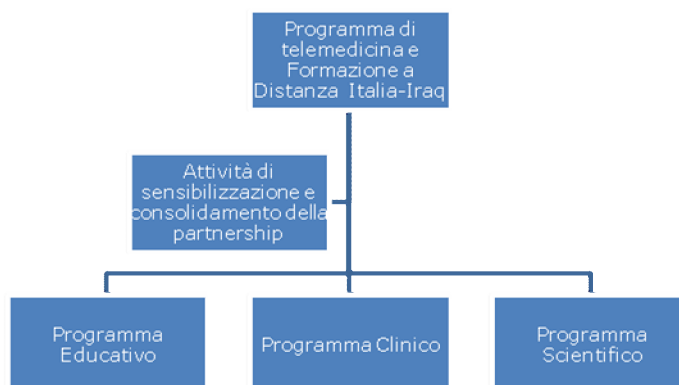 Programma di
telemedicina e
Formazione a
Distanza Italia-Iraq
Attività di
sensibilizzazione e
consolidamento della
partnership
Programma
Educativo
Programma Clinico
Programma
Scientifico